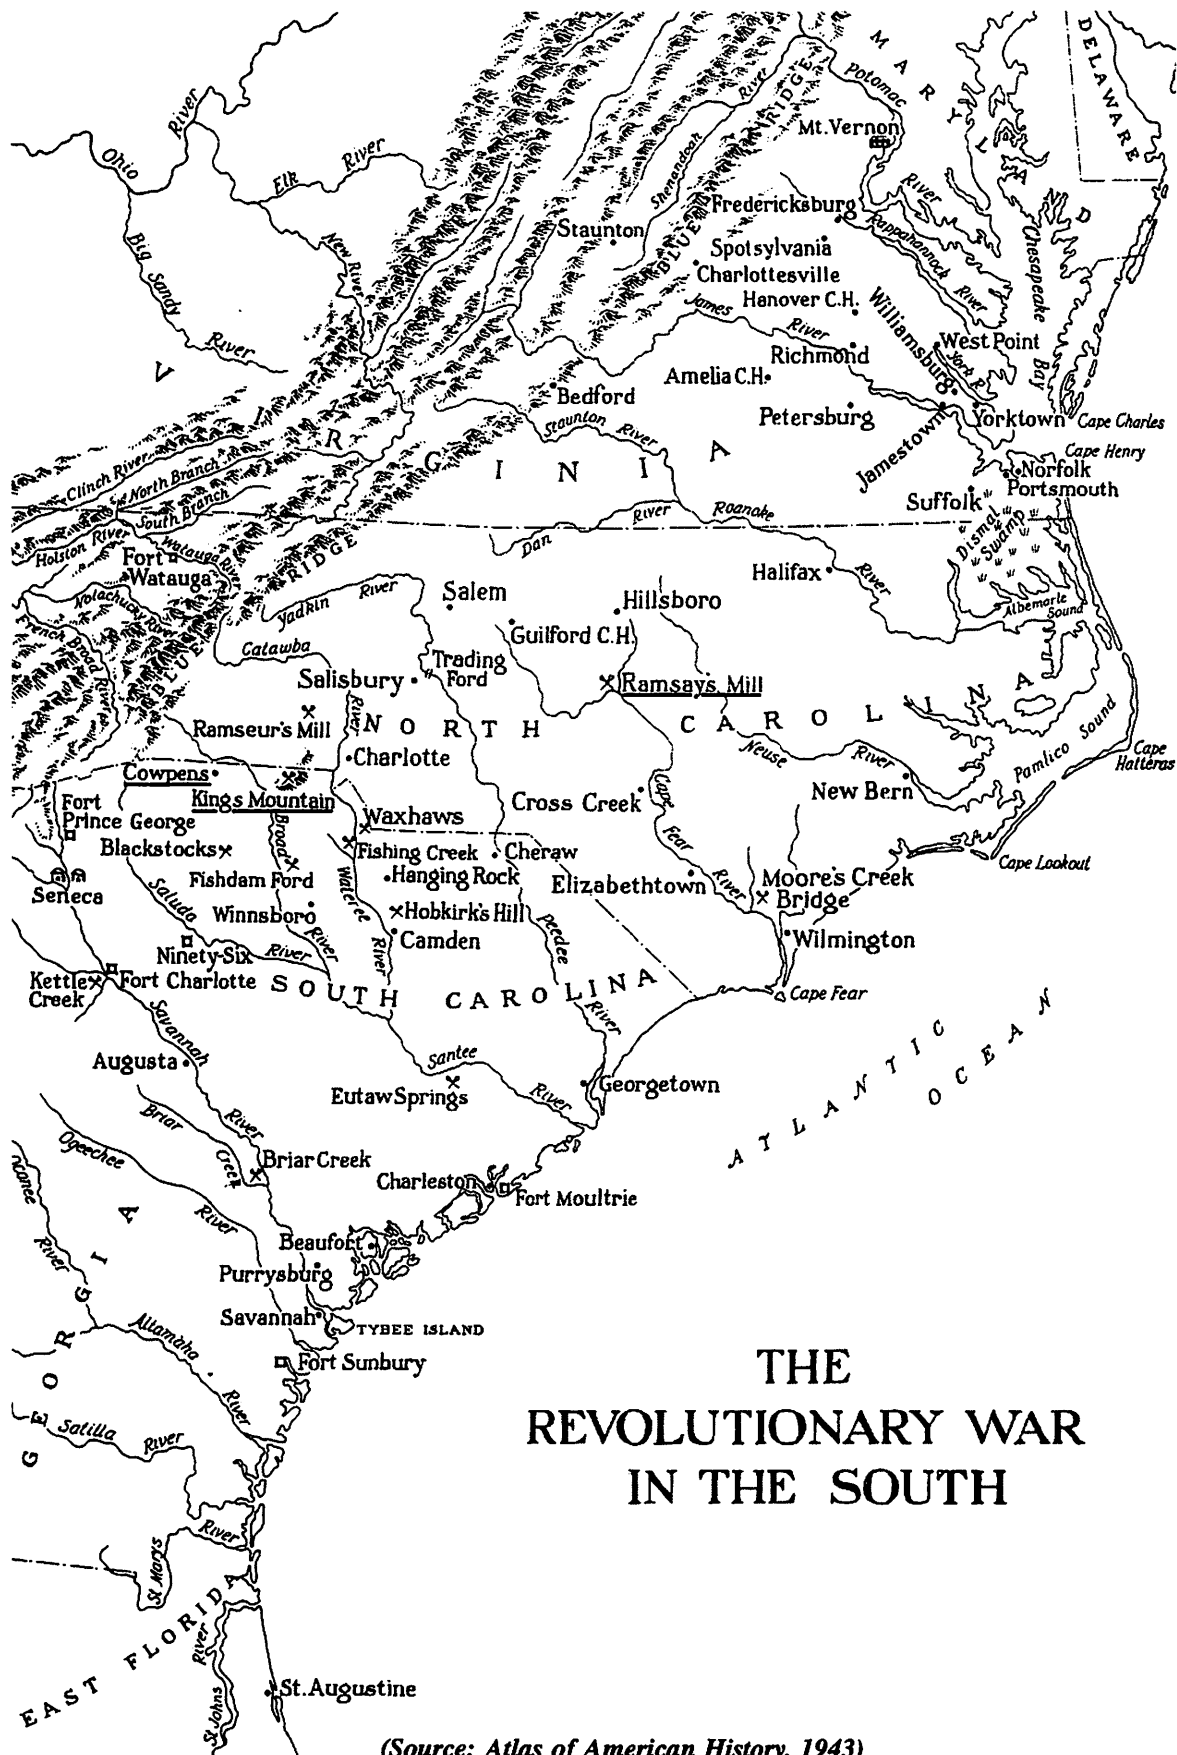 MARYLAND
DELAWARE
River
Potomac
RIDGE
River
Mt. Vernon
Ohio
Elk River
Shenandoah
River
Fredericksburg
Rappahannock
River
Staunton
BLUE
Spotsylvania
Chesapeake
Bay
New River
Big Sandy
River
Charlottesville
Hanover C.H.
James
River
Williamsburg
West Point
York R.
Richmond
Amelia C.H.
VIRGINIA
Bedford
Petersburg
Jamestown
Yorktown
Cape Charles
Staunton River
Cape Henry
Clinch River
North Branch
South Branch
Norfolk
Portsmouth
Suffolk
Dismal
Swamp
River
Roanoke
River
Dan
Holston River
Watauga River
Fort
Watauga
RIDGE
BLUE
Halifax
Nolachucky River
French Broad
River
Yadkin
River
Salem
Hillsboro
Albemarle
Sound
Guilford C.H.
Catawba
River
Trading
Ford
Salisbury
Ramsay's Mill
Ramseur's Mill
NORTH CAROLINA
Neuse
River
Pamlico Sound
Cape
Hatteras
Charlotte
Cowpens
Kings Mountain
New Bern
Cross Creek
Cape
Fear
River
Fort
Prince George
Waxhaws
Blackstocks
Broad
River
Fishing Creek
Cheraw
Cape Lookout
Fishdam Ford
Hanging Rock
Elizabethtown
Moore's Creek
Bridge
Seneca
Saluda
River
Wateree
River
Winnsboro
Hobkirk's Hill
Peedee
River
Camden
Wilmington
Ninety-Six
Kettle
Creek
Fort Charlotte
SOUTH CAROLINA
Cape Fear
Savannah
River
ATLANTIC
OCEAN
Augusta
Santee
River
Eutaw Springs
Georgetown
Briar
Creek
Ogeechee
River
Briar Creek
Charleston
Fort Moultrie
River
GEORGIA
Beaufort
Purrysburg
Savannah
TYBEE ISLAND
Altamaha
River
Fort Sunbury
THE
REVOLUTIONARY WAR
IN THE SOUTH
Satilla
River
St Marys
River
EAST FLORIDA
St Johns
River
St. Augustine
(Source: Atlas of American History, 1943)